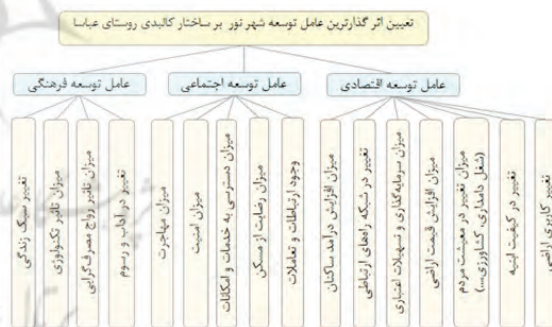 تعیین اثر گذارترین عامل توسعه شهر نور بر ساختار کالبدی روستای عباسا
عامل توسعه اقتصادی
عامل توسعه اجتماعی
عامل توسعه فرهنگی
تغییر کاربری اراضی
تغییر در کیفیت ابنیه
میزان تغییر در معیشت مردم
(شغل دامداری، کشاورزی...)
میزان افزایش قیمت اراضی
میزان سرمایه‌گذاری و تسهیلات اعتباری
تغییر در شبکه راه‌های ارتباطی
میزان افزایش درآمد ساکنان
وجود ارتباطات و تعاملات
میزان رضایت از مسکن
میزان دسترسی به خدمات و امکانات
میزان امنیت
میزان مهاجرت
تغییر در آداب و رسوم
میزان تاثیر رواج مصرف‌گرایی
میزان تاثیر تکنولوژی
تغییر سبک زندگی